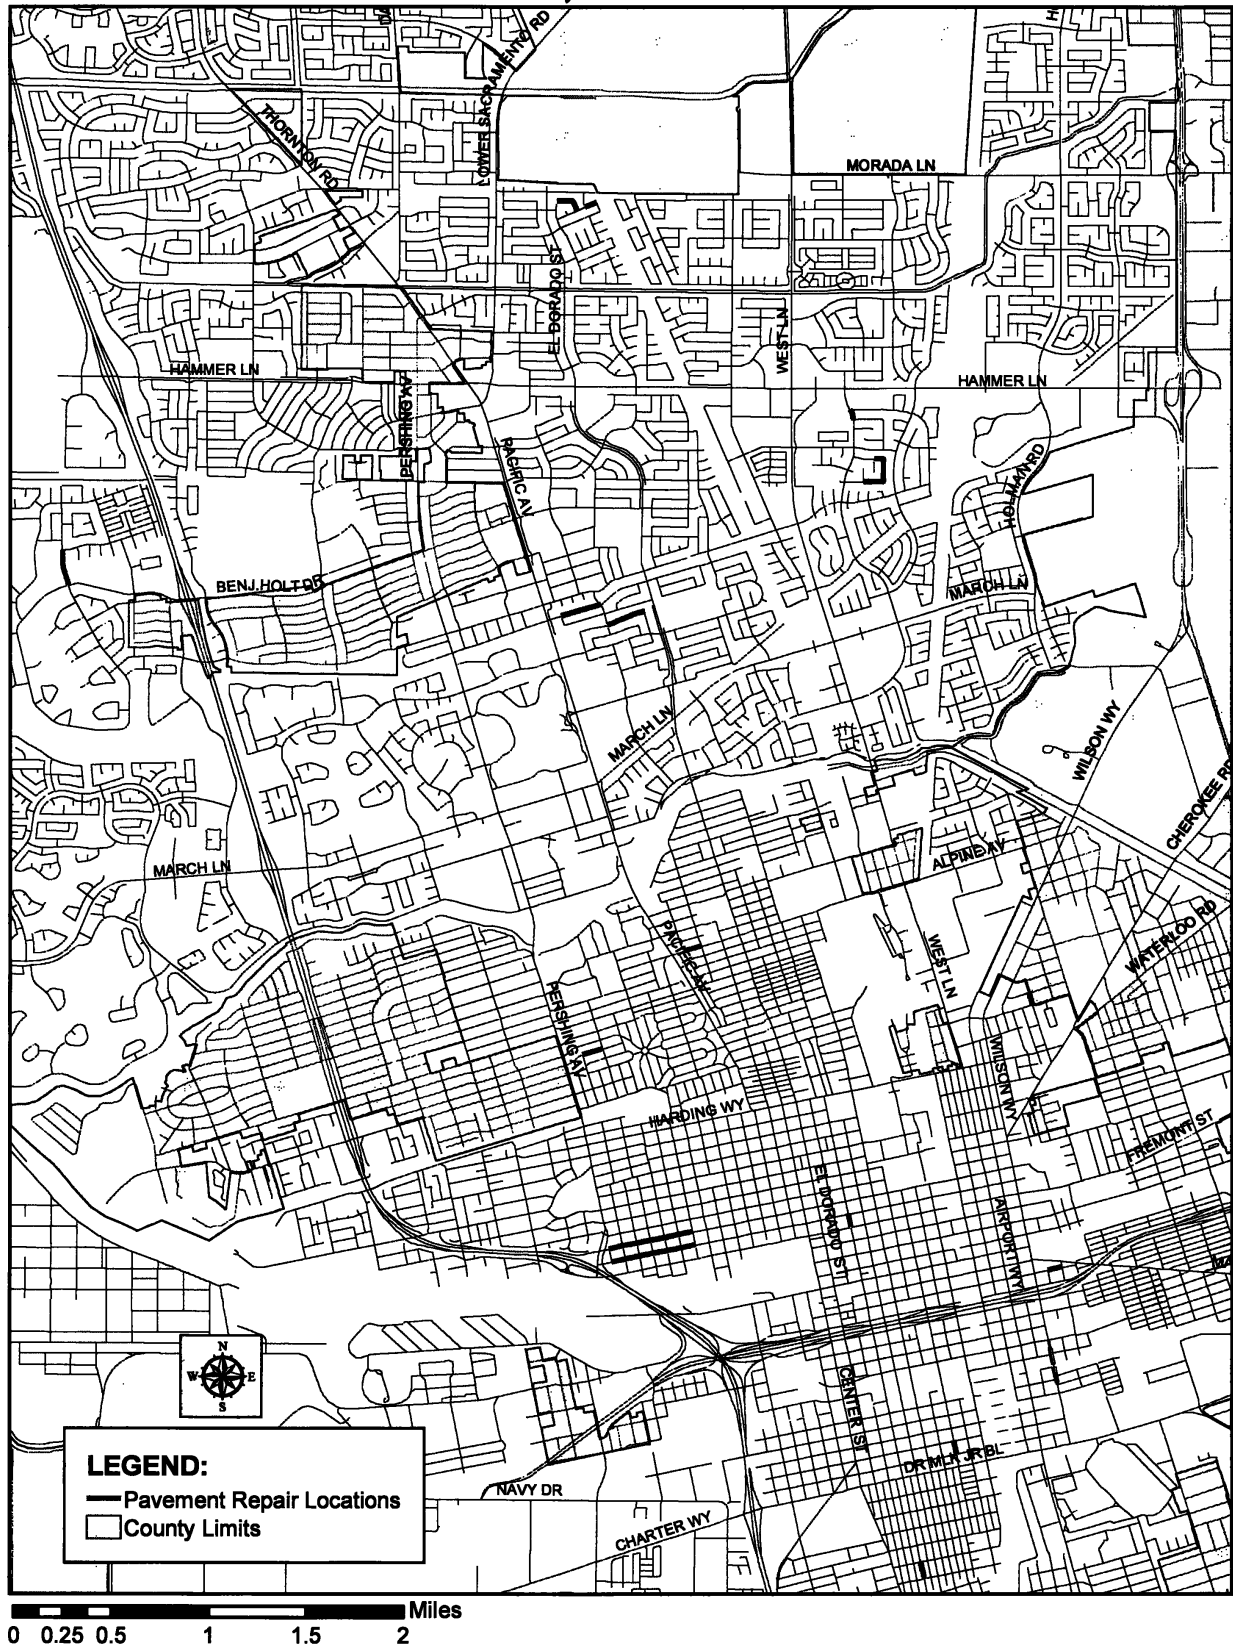 LOWER SACRAMENTO RD
THORNTON RD
MORADA LN
EL DORADO ST
WEST LN
HAMMER LN
HAMMER LN
PERSHING AV
PACIFIC AV
HOLMAN RD
BENJ.HOLT DR
MARCH LN
MARCH LN
WILSON WY
CHEROKEE RD
MARCH LN
ALPINE AV
WATERLOO RD
PACIFIC AV
WEST LN
PERSHING AV
WILSON WY
HARDING WY
FREMONT ST
EL DORADO ST
AIRPORT WY
N
W E
S
CENTER ST
DR MLK JR BL
NAVY DR
CHARTER WY
LEGEND:
Pavement Repair Locations
County Limits
Miles
0 0.25 0.5 1 1.5 2